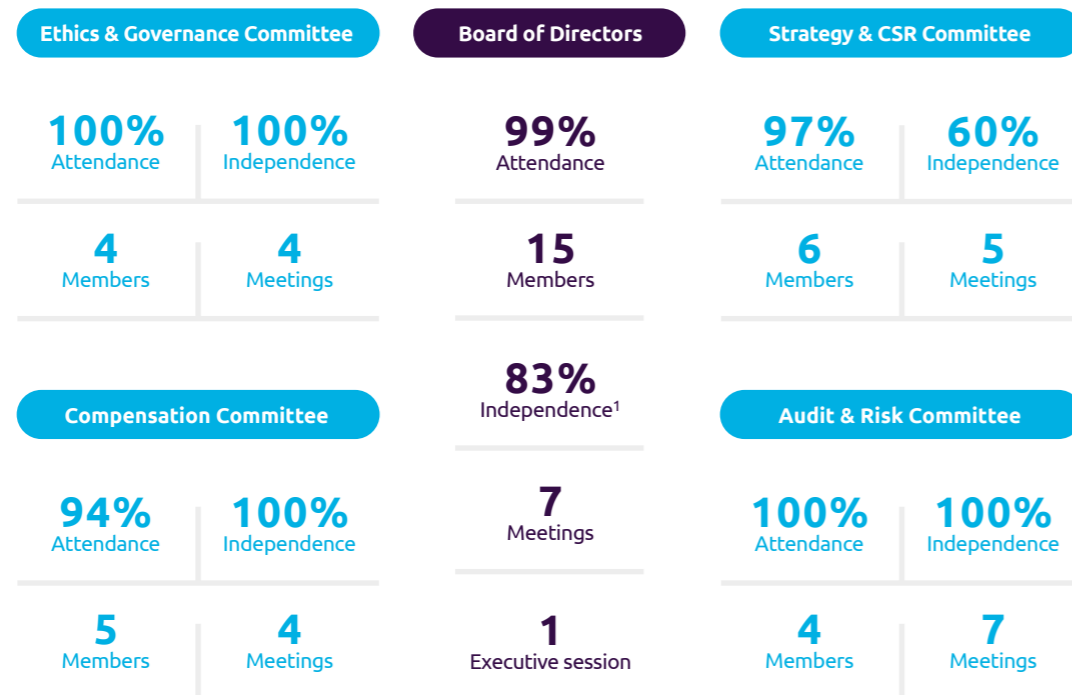 Ethics & Governance Committee
100% 100%
Attendance Independence
4 4
Members Meetings
Compensation Committee
94% 100%
Attendance Independence
5 4
Members Meetings
Board of Directors
99%
Attendance
15
Members
83%
Independence¹
7
Meetings
1
Executive session
Strategy & CSR Committee
97% 60%
Attendance Independence
6 5
Members Meetings
Audit & Risk Committee
100% 100%
Attendance Independence
4 7
Members Meetings